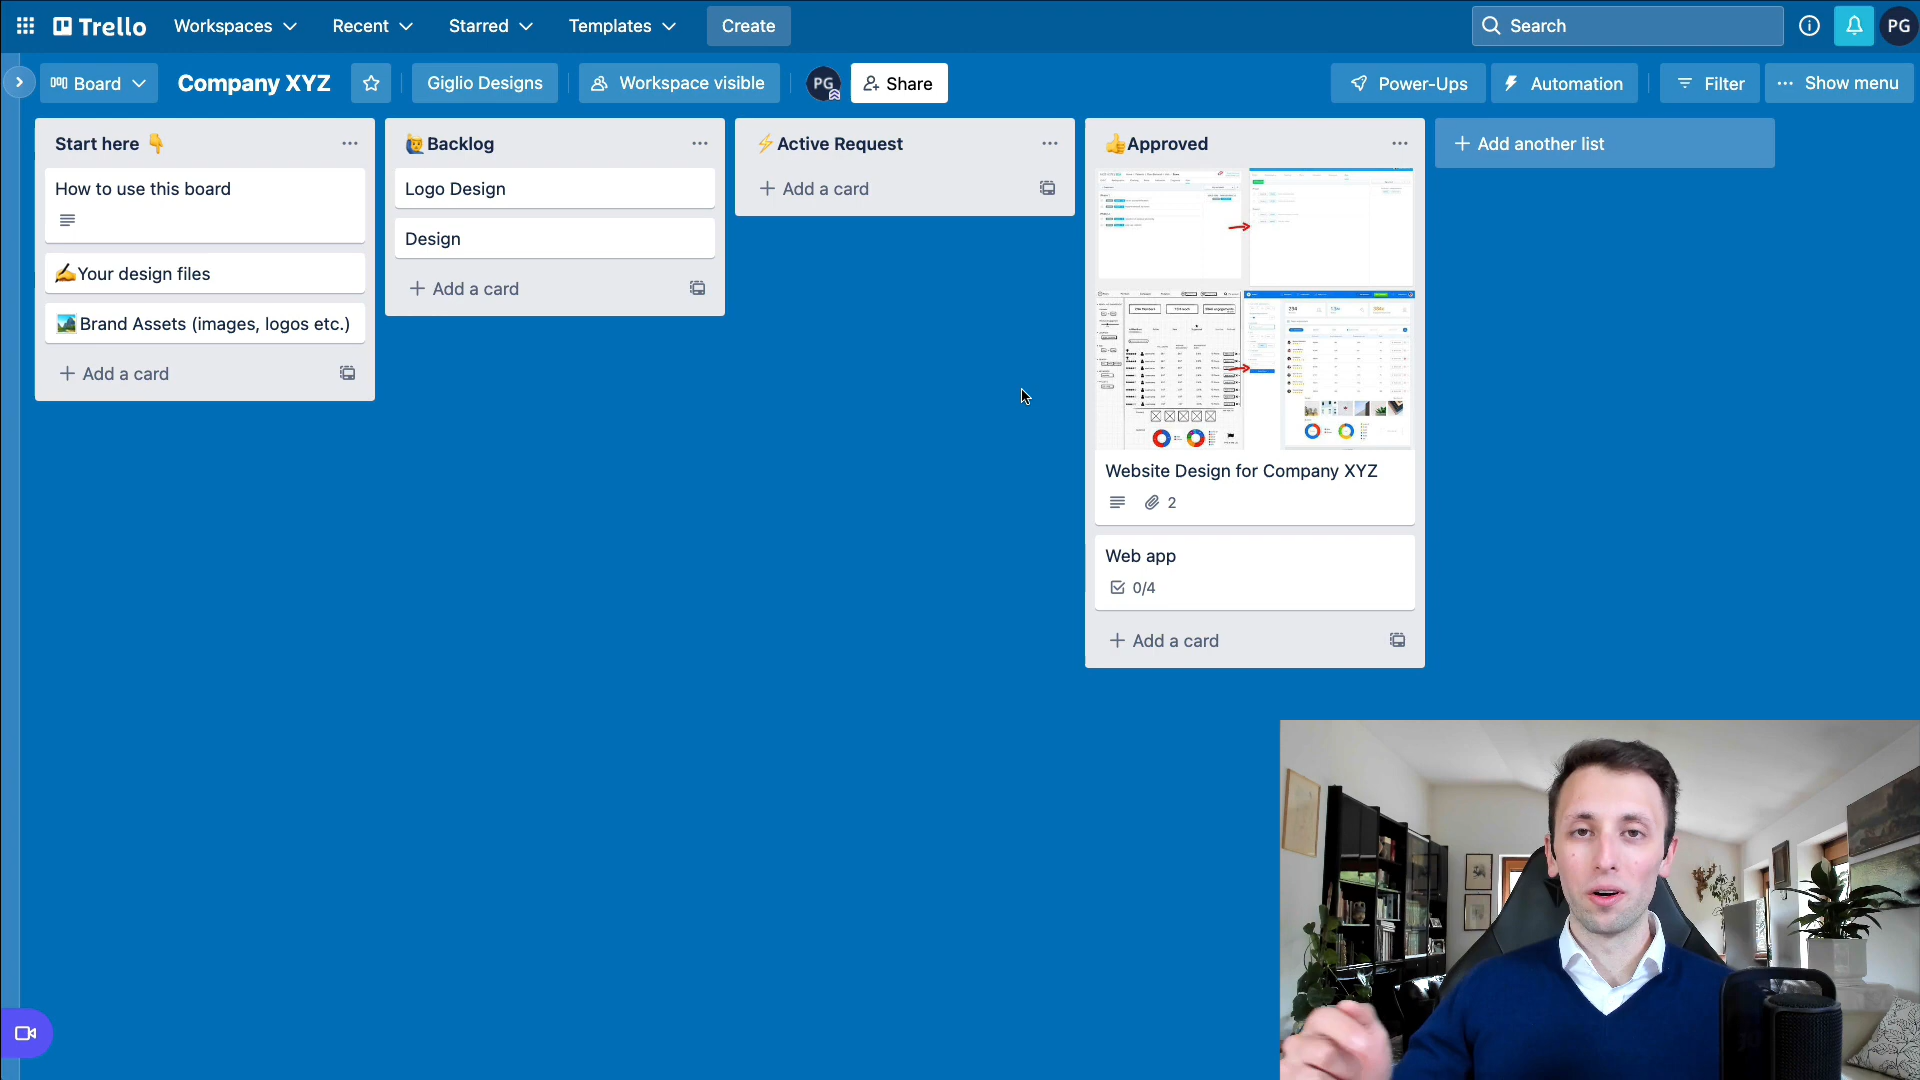 Trello
Workspaces
Recent
Starred
Templates
Create
Search
PG
Board
Company XYZ
Giglio Designs
Workspace visible
PG
Share
Power-Ups
Automation
Filter
Show menu
Start here
How to use this board
Your design files
Brand Assets (images, logos etc.)
Add a card
Backlog
Logo Design
Design
Add a card
Active Request
Add a card
Approved
Website Design for Company XYZ
2
Web app
0/4
Add a card
Add another list